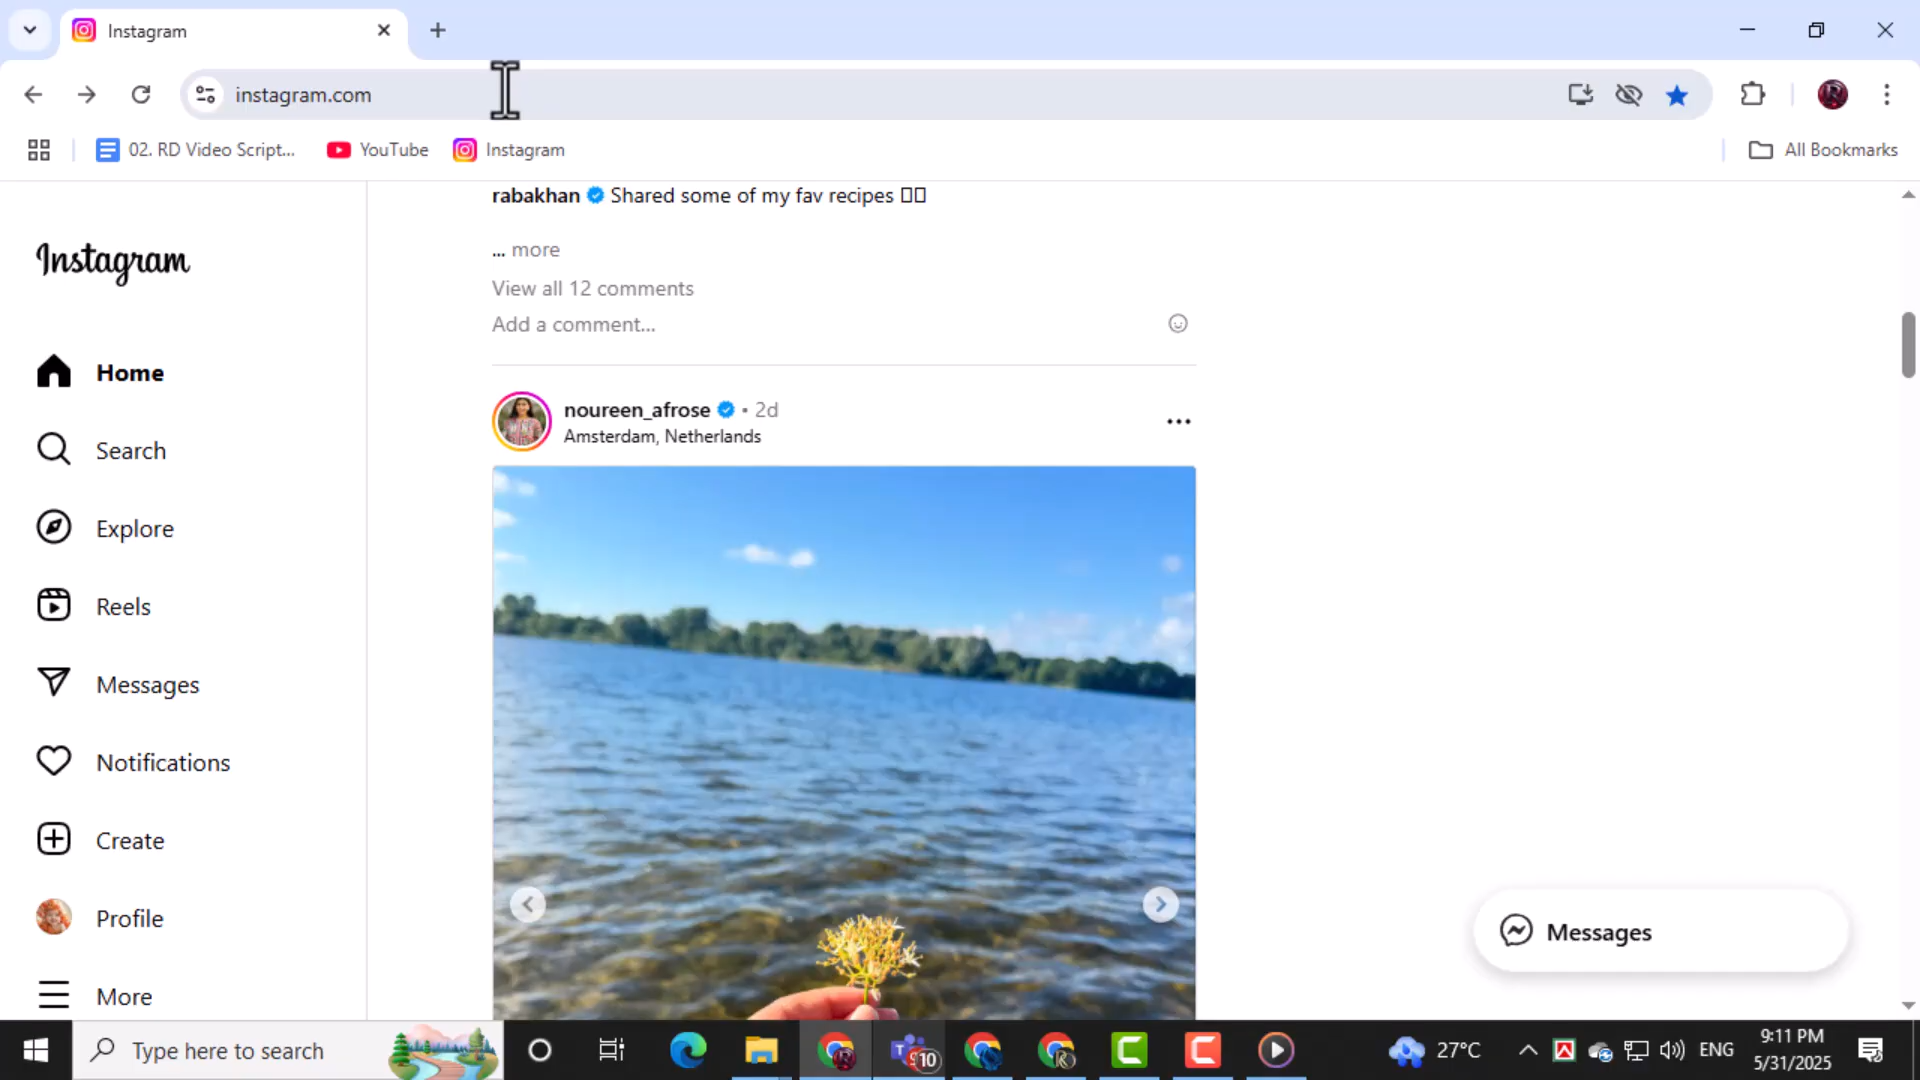 Instagram
instagram.com
02. RD Video Script...
YouTube
Instagram
All Bookmarks
Instagram
Home
Search
Explore
Reels
Messages
Notifications
Create
Profile
More
rabakhan Shared some of my fav recipes
... more
View all 12 comments
Add a comment...
noureen_afrose • 2d
Amsterdam, Netherlands
Messages
Type here to search
10
27°C
ENG
9:11 PM
5/31/2025